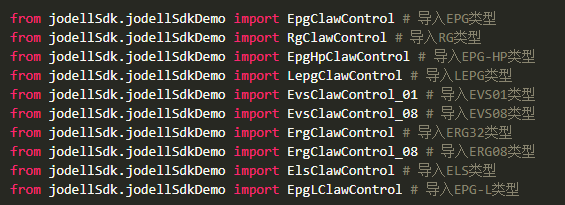 from jodellSdk.jodellSdkDemo import EpgClawControl # 导入EPG类型
from jodellSdk.jodellSdkDemo import RgClawControl # 导入RG类型
from jodellSdk.jodellSdkDemo import EpgHpClawControl # 导入EPG-HP类型
from jodellSdk.jodellSdkDemo import LepgClawControl # 导入LEPG类型
from jodellSdk.jodellSdkDemo import EvsClawControl_01 # 导入EVS01类型
from jodellSdk.jodellSdkDemo import EvsClawControl_08 # 导入EVS08类型
from jodellSdk.jodellSdkDemo import ErgClawControl # 导入ERG32类型
from jodellSdk.jodellSdkDemo import ErgClawControl_08 # 导入ERG08类型
from jodellSdk.jodellSdkDemo import ElsClawControl # 导入ELS类型
from jodellSdk.jodellSdkDemo import EpgLClawControl # 导入EPG-L类型